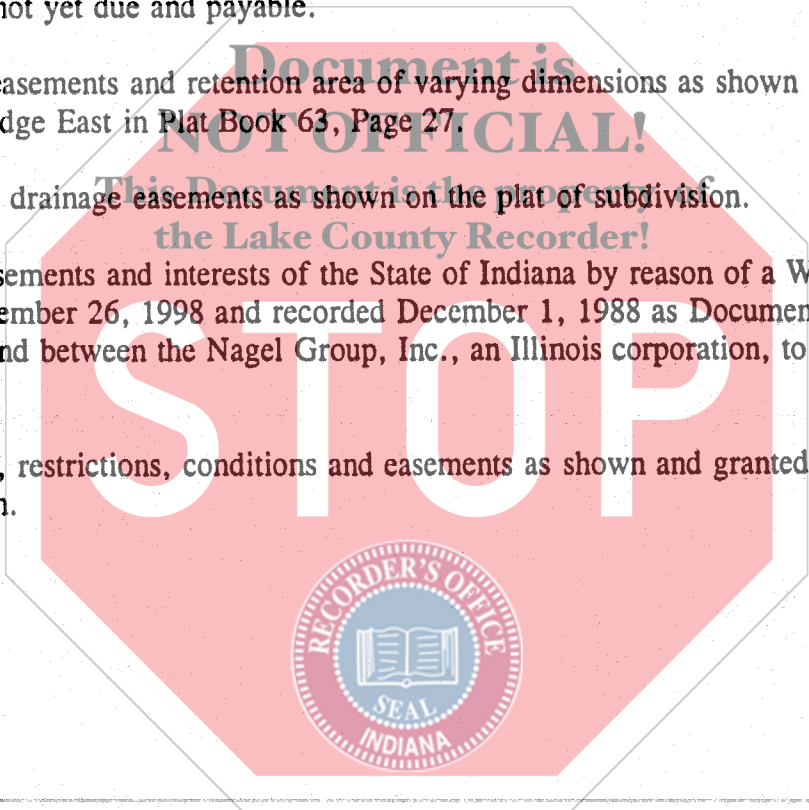 not yet due and payable.
Document is
easements and retention area of varying dimensions as shown
dge East in Plat Book 63, Page 27.
NOT OFFICIAL!
This Document is the property of
drainage easements as shown on the plat of subdivision.
the Lake County Recorder!
sements and interests of the State of Indiana by reason of a W
ember 26, 1998 and recorded December 1, 1988 as Documen
nd between the Nagel Group, Inc., an Illinois corporation, to
STOP
, restrictions, conditions and easements as shown and granted
n.
RECORDER'S OFFICE
SEAL
INDIANA